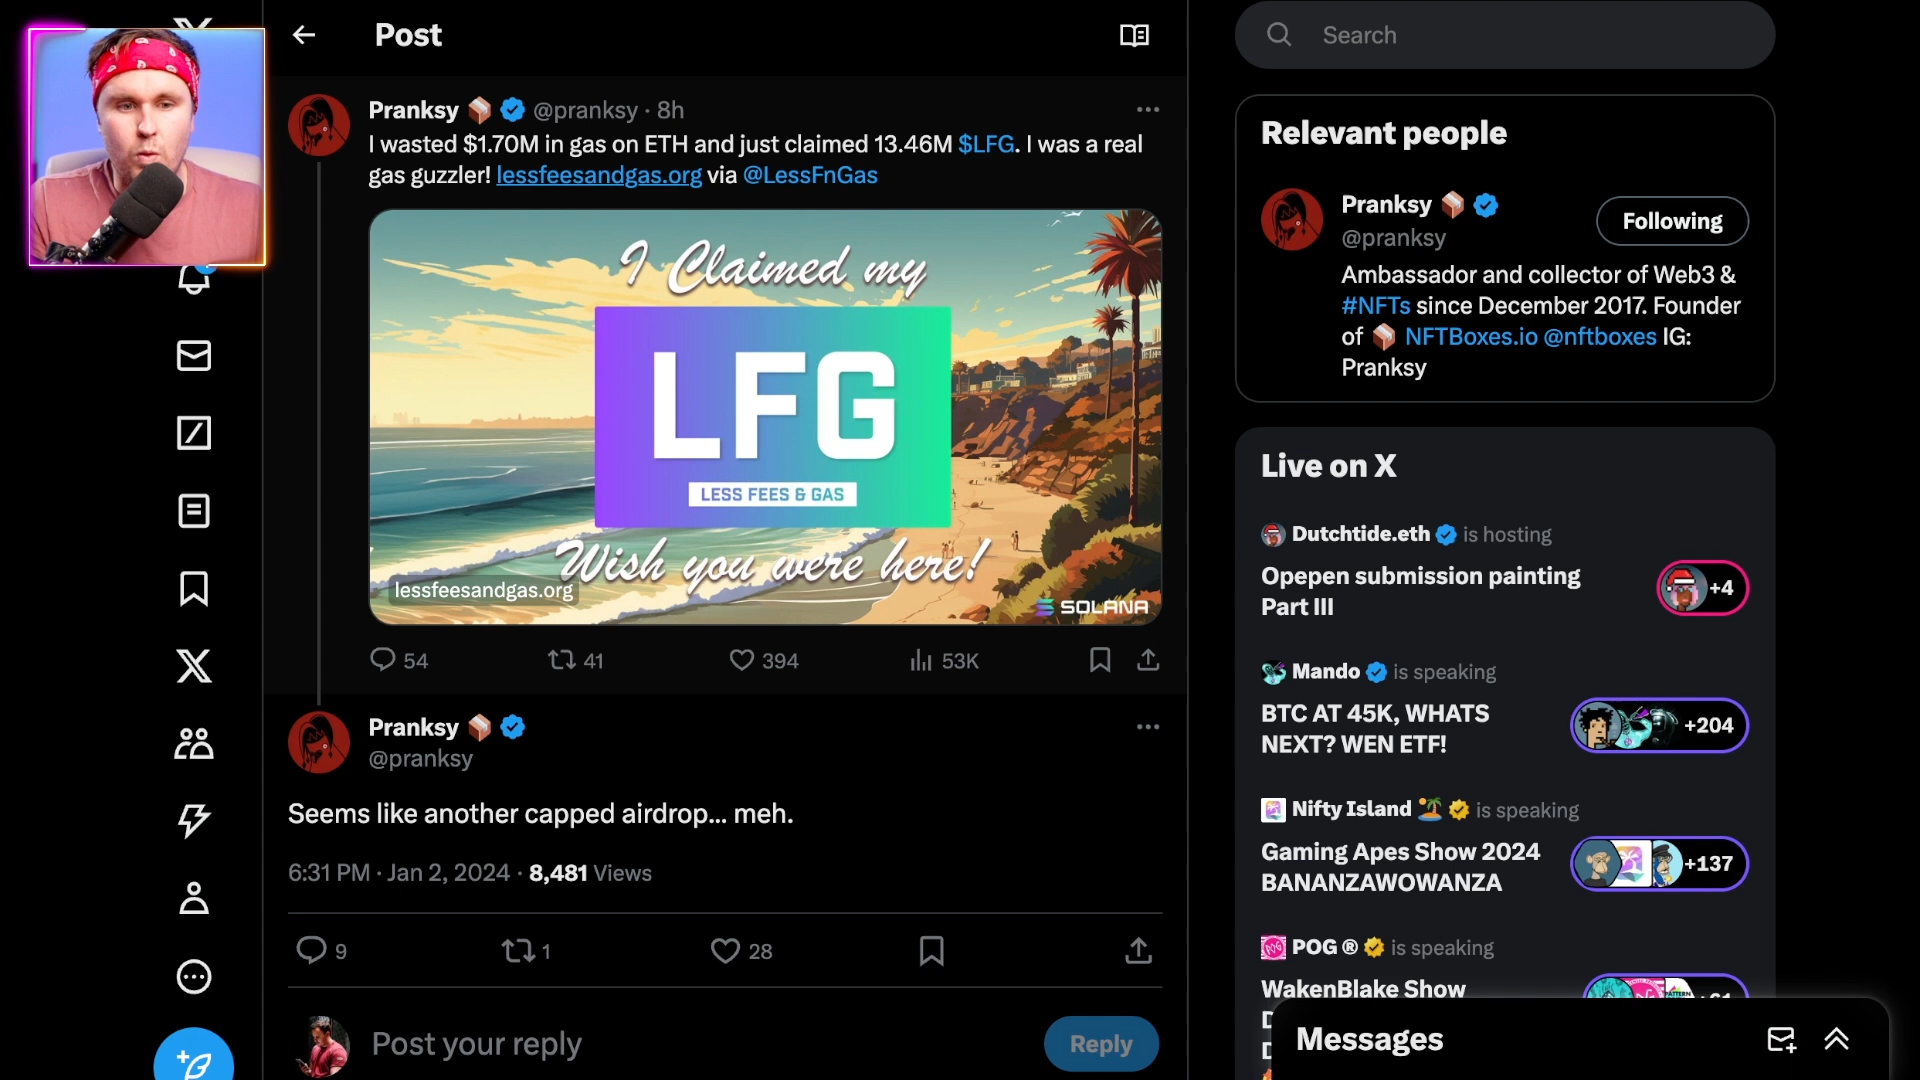 Post
Search
Pranksy @pranksy · 8h
I wasted $1.70M in gas on ETH and just claimed 13.46M $LFG. I was a real
gas guzzler! lessfeesandgas.org via @LessFnGas
I Claimed my
LFG
LESS FEES & GAS
Wish you were here!
lessfeesandgas.org
SOLANA
54 41 394 53K
Pranksy
@pranksy
Seems like another capped airdrop... meh.
6:31 PM · Jan 2, 2024 · 8,481 Views
9 1 28
Post your reply
Reply
Relevant people
Pranksy
@pranksy
Following
Ambassador and collector of Web3 &
#NFTs since December 2017. Founder
of NFTBoxes.io @nftboxes IG:
Pranksy
Live on X
Dutchtide.eth is hosting
Opepen submission painting
Part III
+4
Mando is speaking
BTC AT 45K, WHATS
NEXT? WEN ETF!
+204
Nifty Island is speaking
Gaming Apes Show 2024
BANANZAWOWANZA
+137
POG ® is speaking
WakenBlake Show
Messages